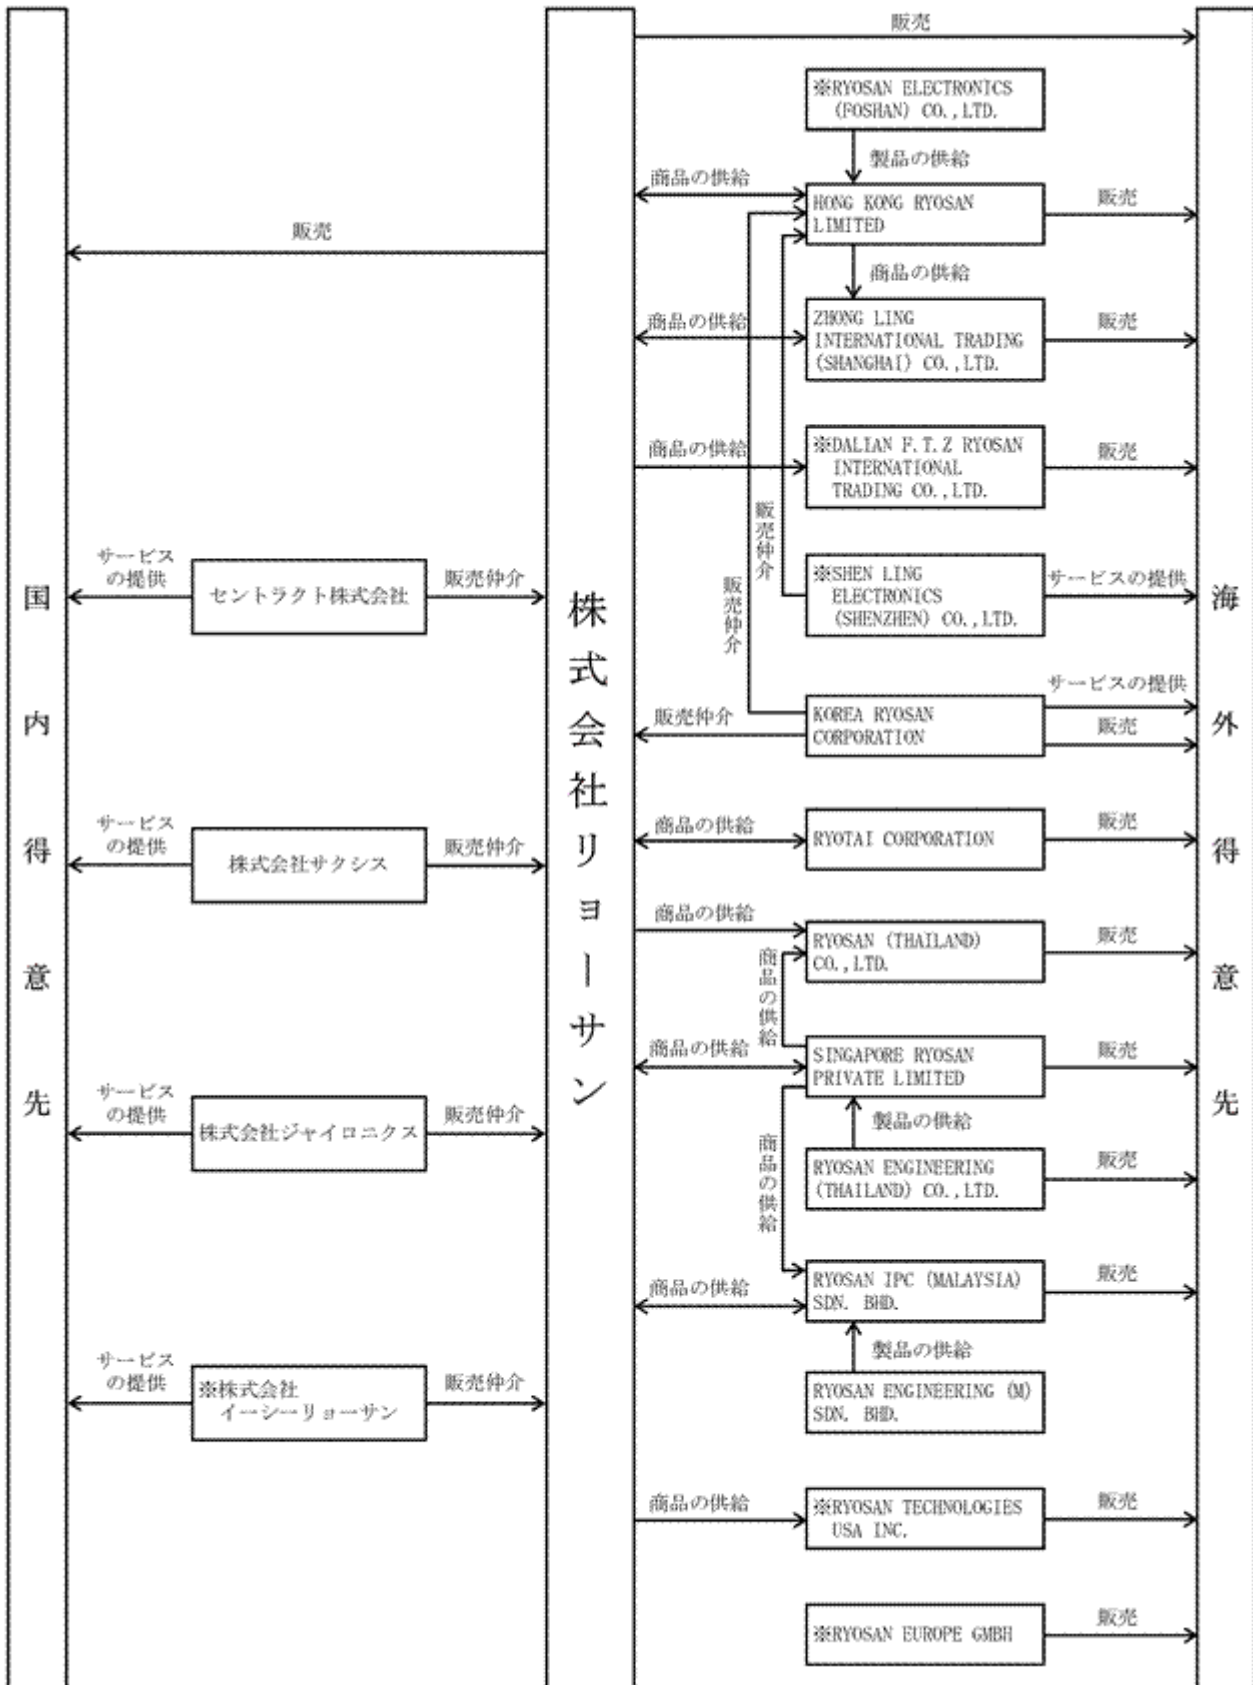 国内得意先
株式会社リョーサン
海外得意先
販売
※RYOSAN ELECTRONICS
(FOSHAN) CO.,LTD.
製品の供給
商品の供給
HONG KONG RYOSAN
LIMITED
販売
販売
商品の供給
商品の供給
ZHONG LING
INTERNATIONAL TRADING
(SHANGHAI) CO.,LTD.
販売
商品の供給
※DALIAN F.T.Z RYOSAN
INTERNATIONAL
TRADING CO.,LTD.
販売
販売仲介
販売仲介
サービス
の提供
セントラクト株式会社
販売仲介
※SHEN LING
ELECTRONICS
(SHENZHEN) CO.,LTD.
サービスの提供
販売仲介
KOREA RYOSAN
CORPORATION
サービスの提供
販売
サービス
の提供
株式会社サクシス
販売仲介
商品の供給
RYOTAI CORPORATION
販売
商品の供給
RYOSAN (THAILAND)
CO.,LTD.
販売
商品の供給
商品の供給
SINGAPORE RYOSAN
PRIVATE LIMITED
販売
サービス
の提供
株式会社ジャイロニクス
販売仲介
製品の供給
商品の供給
RYOSAN ENGINEERING
(THAILAND) CO.,LTD.
販売
商品の供給
RYOSAN IPC (MALAYSIA)
SDN. BHD.
販売
製品の供給
サービス
の提供
※株式会社
イーシーリョーサン
販売仲介
RYOSAN ENGINEERING (M)
SDN. BHD.
商品の供給
※RYOSAN TECHNOLOGIES
USA INC.
販売
※RYOSAN EUROPE GMBH
販売